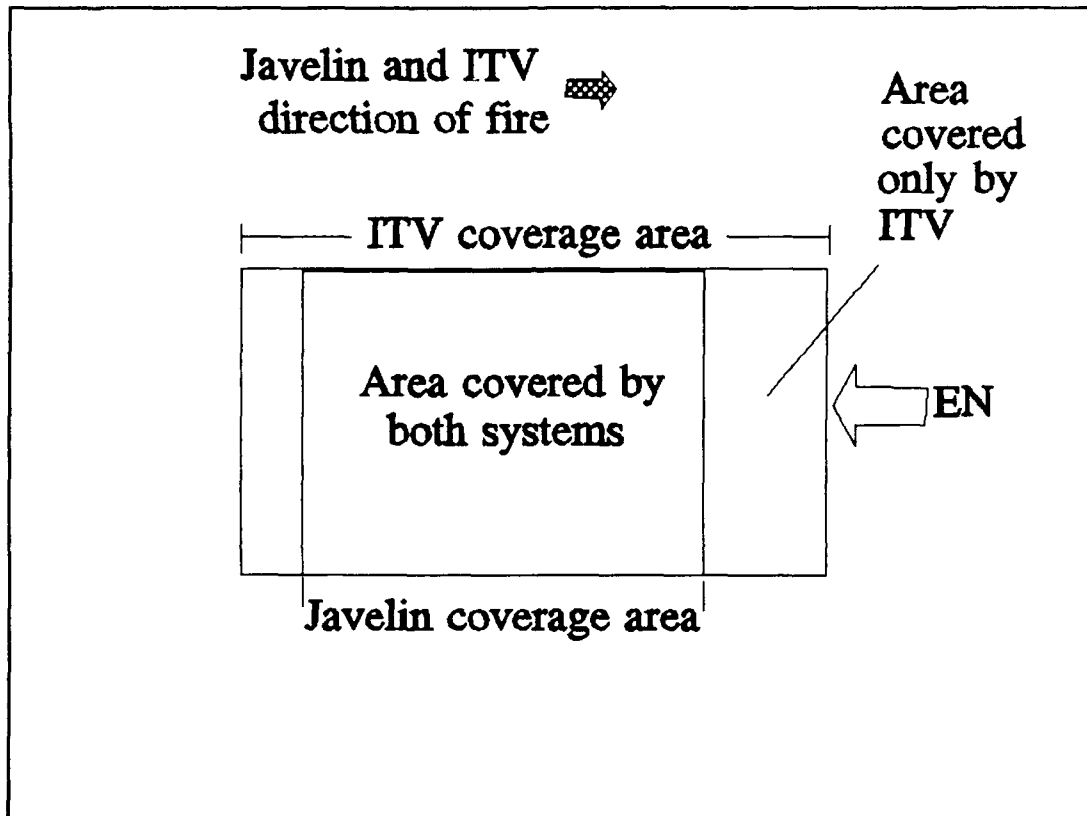 Javelin and ITV
direction of fire
Area
covered
only by
ITV
ITV coverage area
Area covered by
both systems
EN
Javelin coverage area